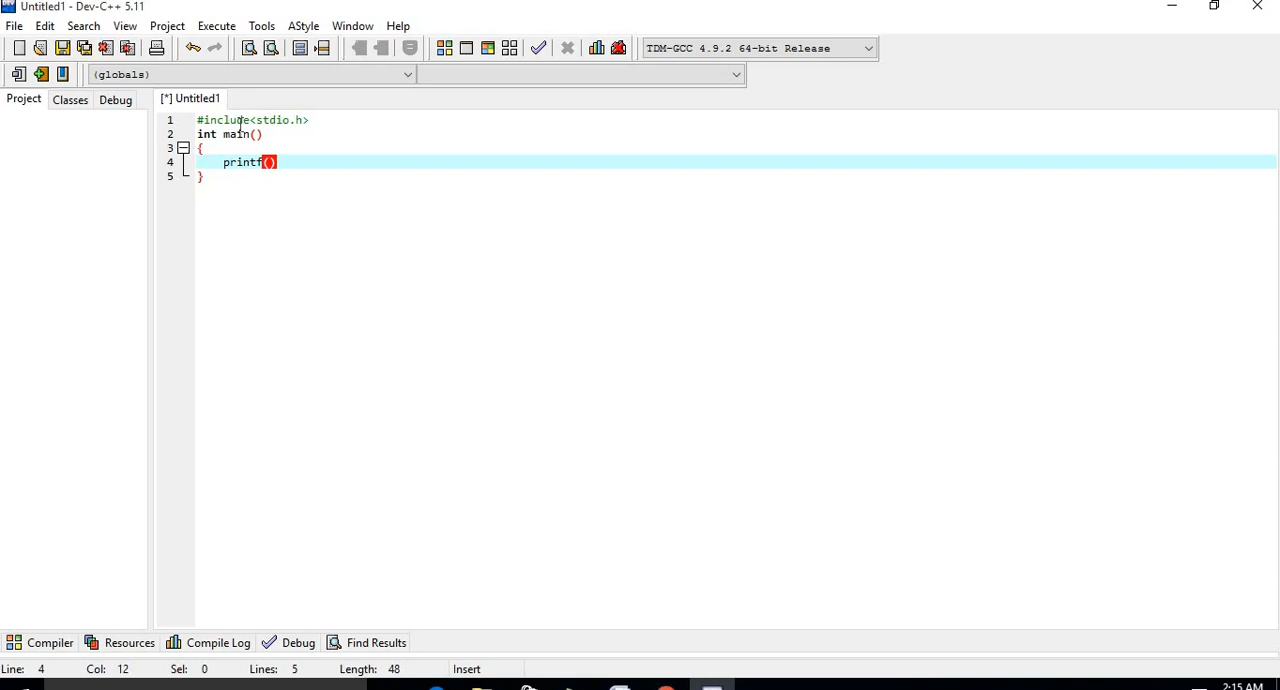 Untitled1 - Dev-C++ 5.11
File Edit Search View Project Execute Tools AStyle Window Help
TDM-GCC 4.9.2 64-bit Release
(globals)
Project Classes Debug [*] Untitled1
1 #include<stdio.h>
2 int main()
3 {
4 printf()
5 }
Compiler Resources Compile Log Debug Find Results
Line: 4 Col: 12 Sel: 0 Lines: 5 Length: 48 Insert
2:15 AM